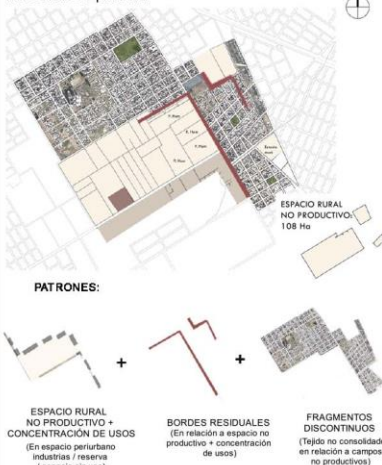 ESPACIO RURAL
NO PRODUCTIVO:
108 Ha
PATRONES:
+
+
ESPACIO RURAL
NO PRODUCTIVO +
CONCENTRACIÓN DE USOS
(En espacio periurbano
industrias / reserva
BORDES RESIDUALES
(En relación a espacio no
productivo + concentración
de usos)
FRAGMENTOS
DISCONTINUOS
(Tejido no consolidado
en relación a campos
no productivos)